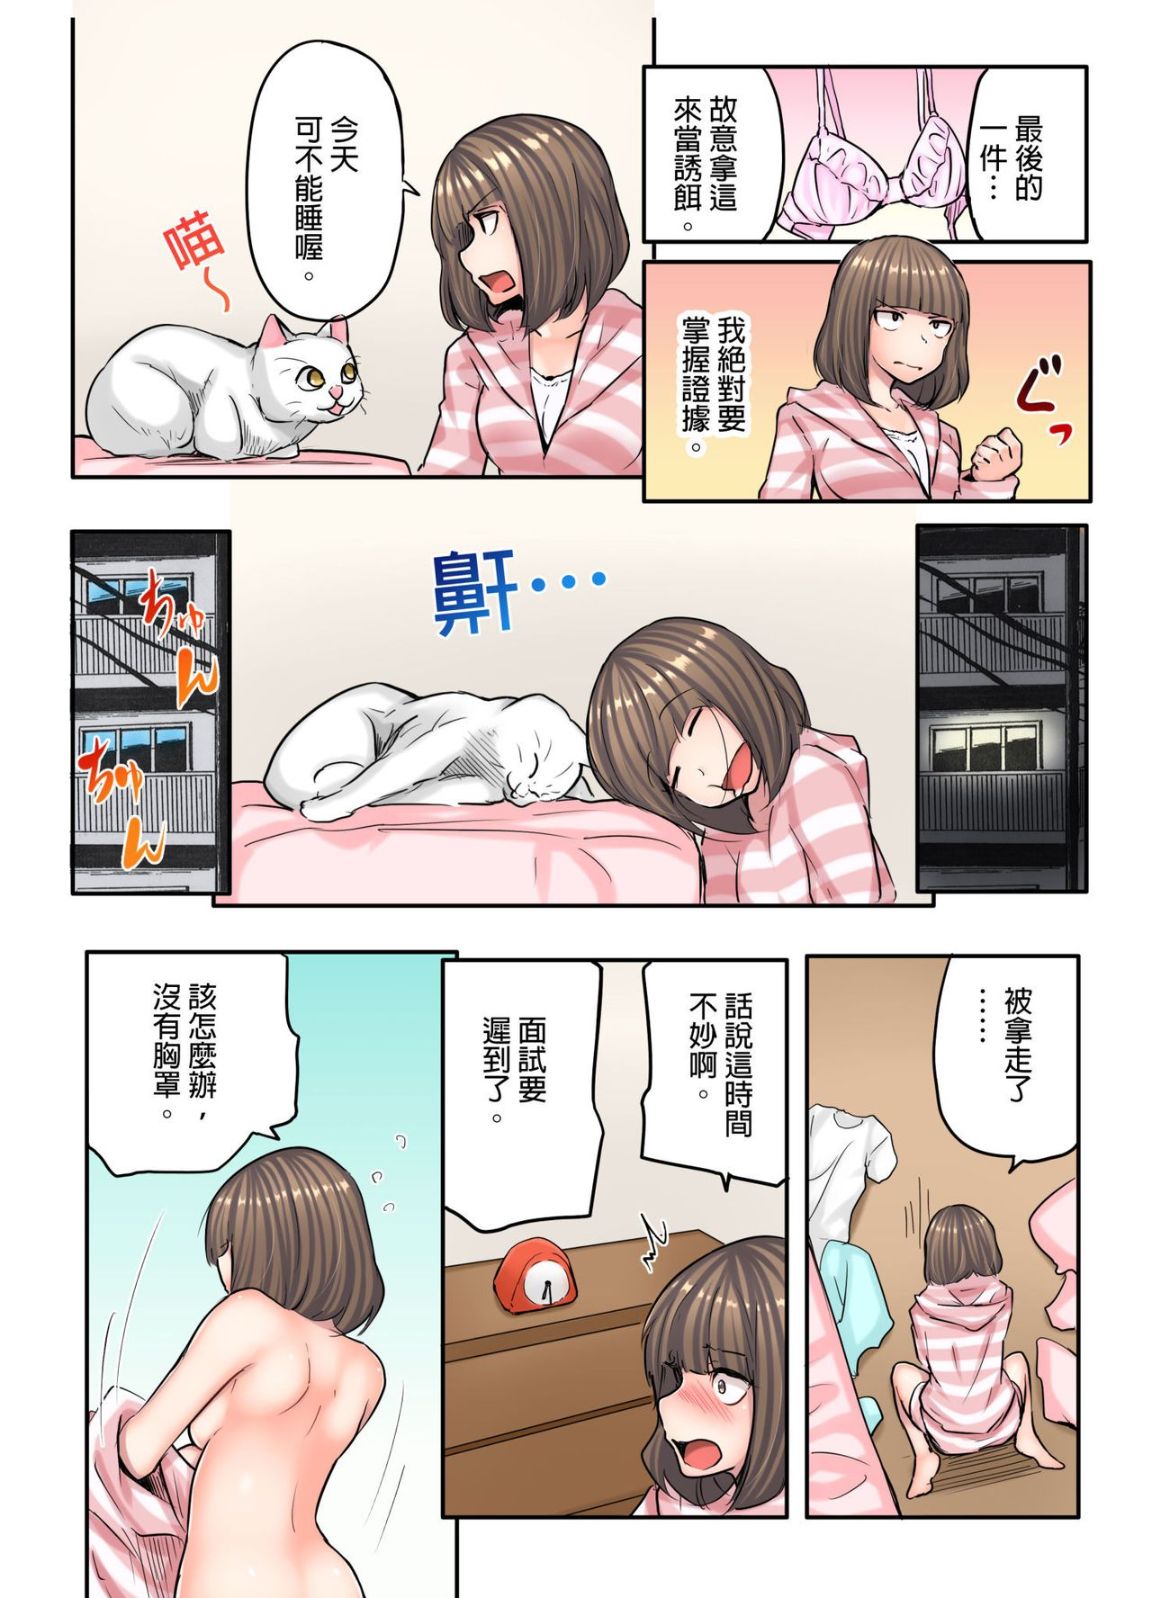 最後的
一件…
故意拿這
來當誘餌。
我絕對要
掌握證據。
ぐっ
今天
可不能睡喔。
喵～
鼾…
ちゅん
ちゅん
被拿走了
……
話說這時間
不妙啊。
面試要
遲到了。
該怎麼辦，
沒有胸罩。